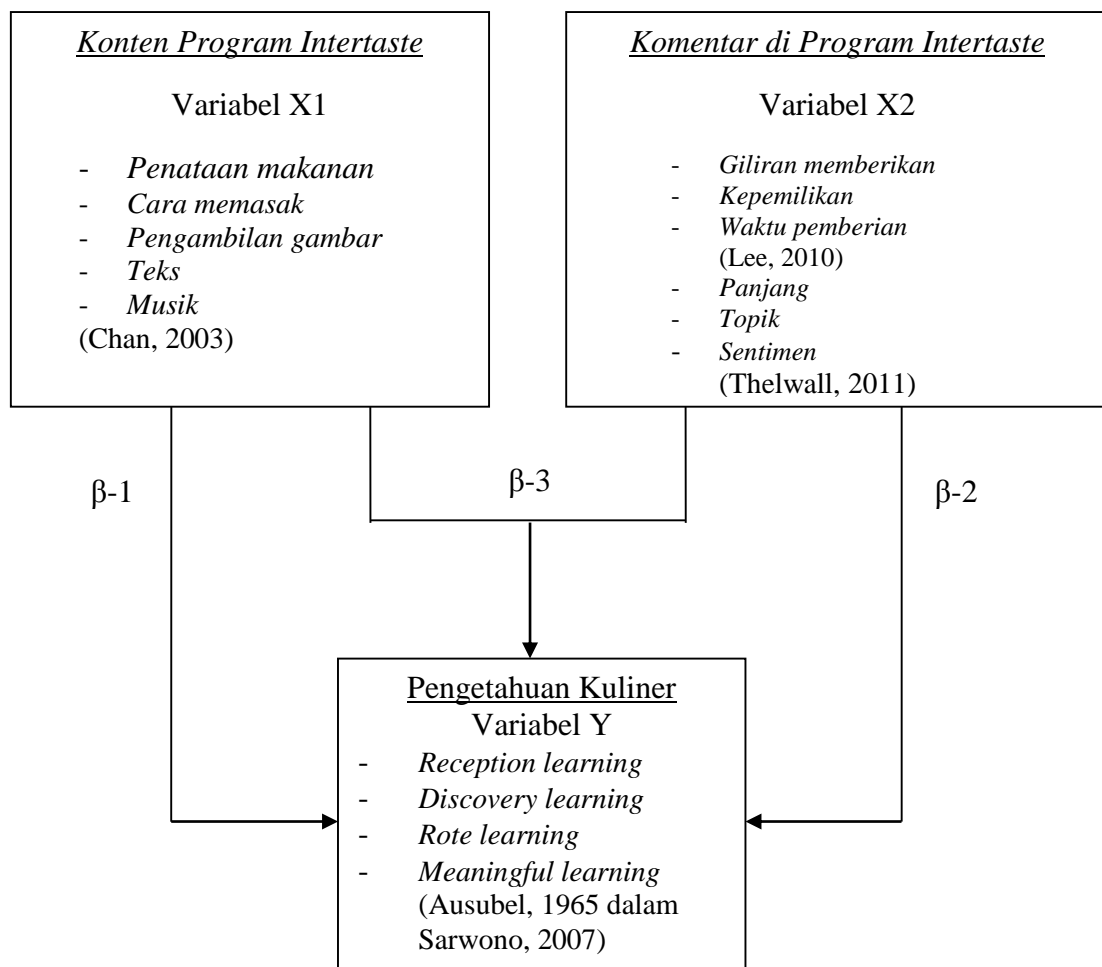 Konten Program Intertaste
Variabel X1
- Penataan makanan
- Cara memasak
- Pengambilan gambar
- Teks
- Musik
(Chan, 2003)
Komentar di Program Intertaste
Variabel X2
- Giliran memberikan
- Kepemilikan
- Waktu pemberian
(Lee, 2010)
- Panjang
- Topik
- Sentimen
(Thelwall, 2011)
β-1
β-3
β-2
Pengetahuan Kuliner
Variabel Y
- Reception learning
- Discovery learning
- Rote learning
- Meaningful learning
(Ausubel, 1965 dalam
Sarwono, 2007)